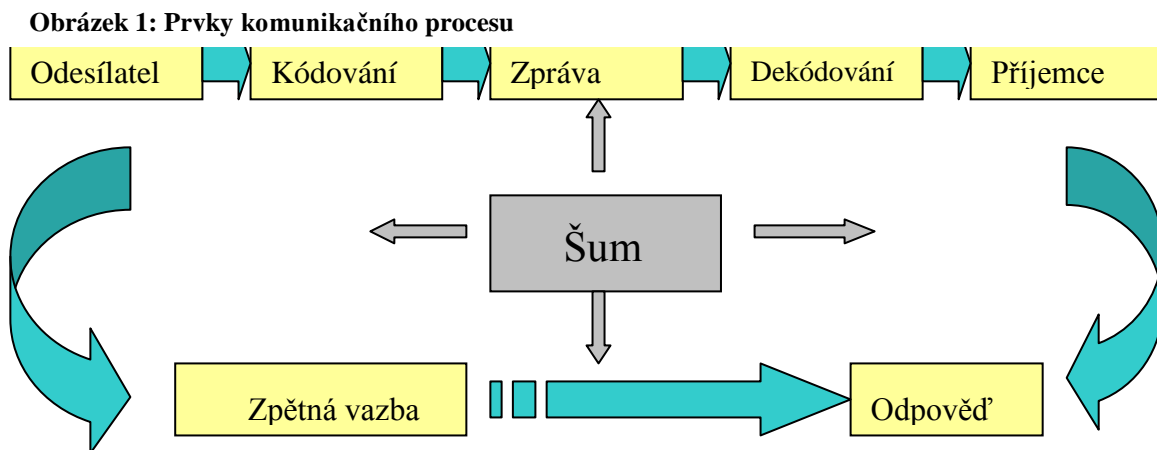 Obrázek 1: Prvky komunikačního procesu
Odesílatel
Kódování
Zpráva
Dekódování
Příjemce
Šum
Zpětná vazba
Odpověď